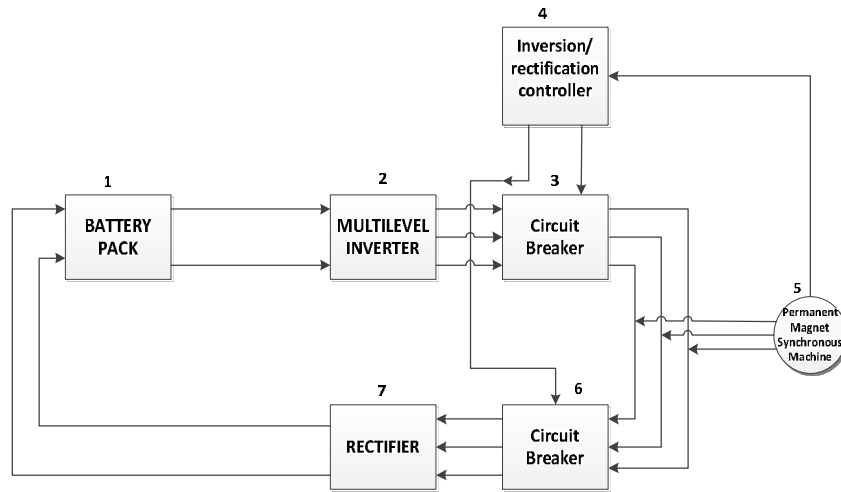 4
Inversion/
rectification
controller
1
BATTERY
PACK
2
MULTILEVEL
INVERTER
3
Circuit
Breaker
5
Permanent
Magnet
Synchronous
Machine
7
RECTIFIER
6
Circuit
Breaker